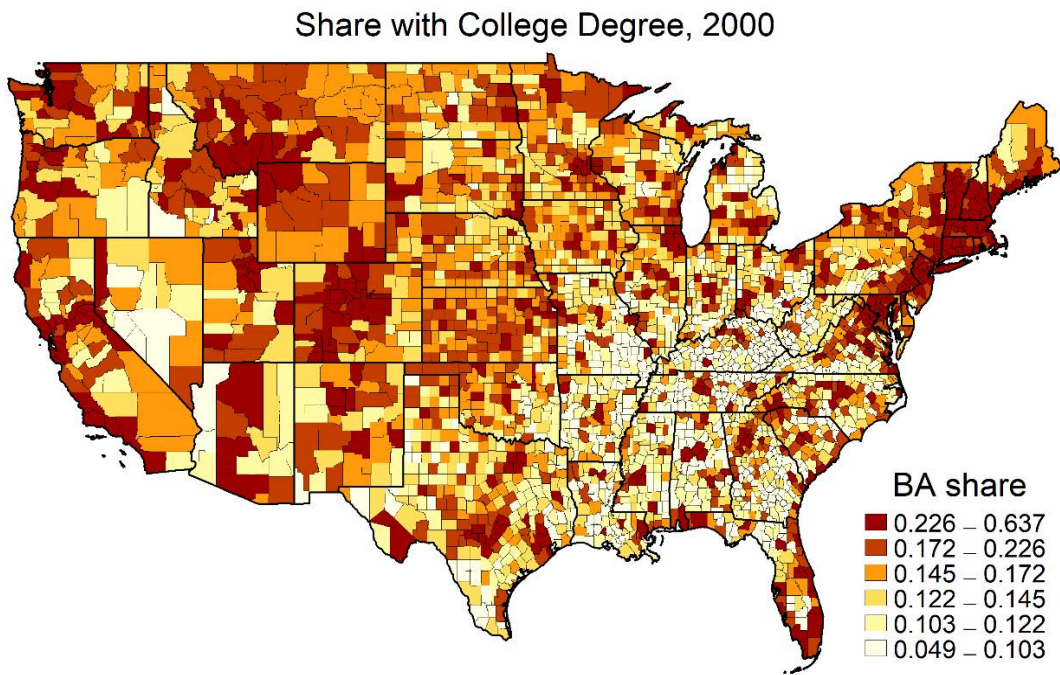 Share with College Degree, 2000
BA share
0.226 – 0.637
0.172 – 0.226
0.145 – 0.172
0.122 – 0.145
0.103 – 0.122
0.049 – 0.103